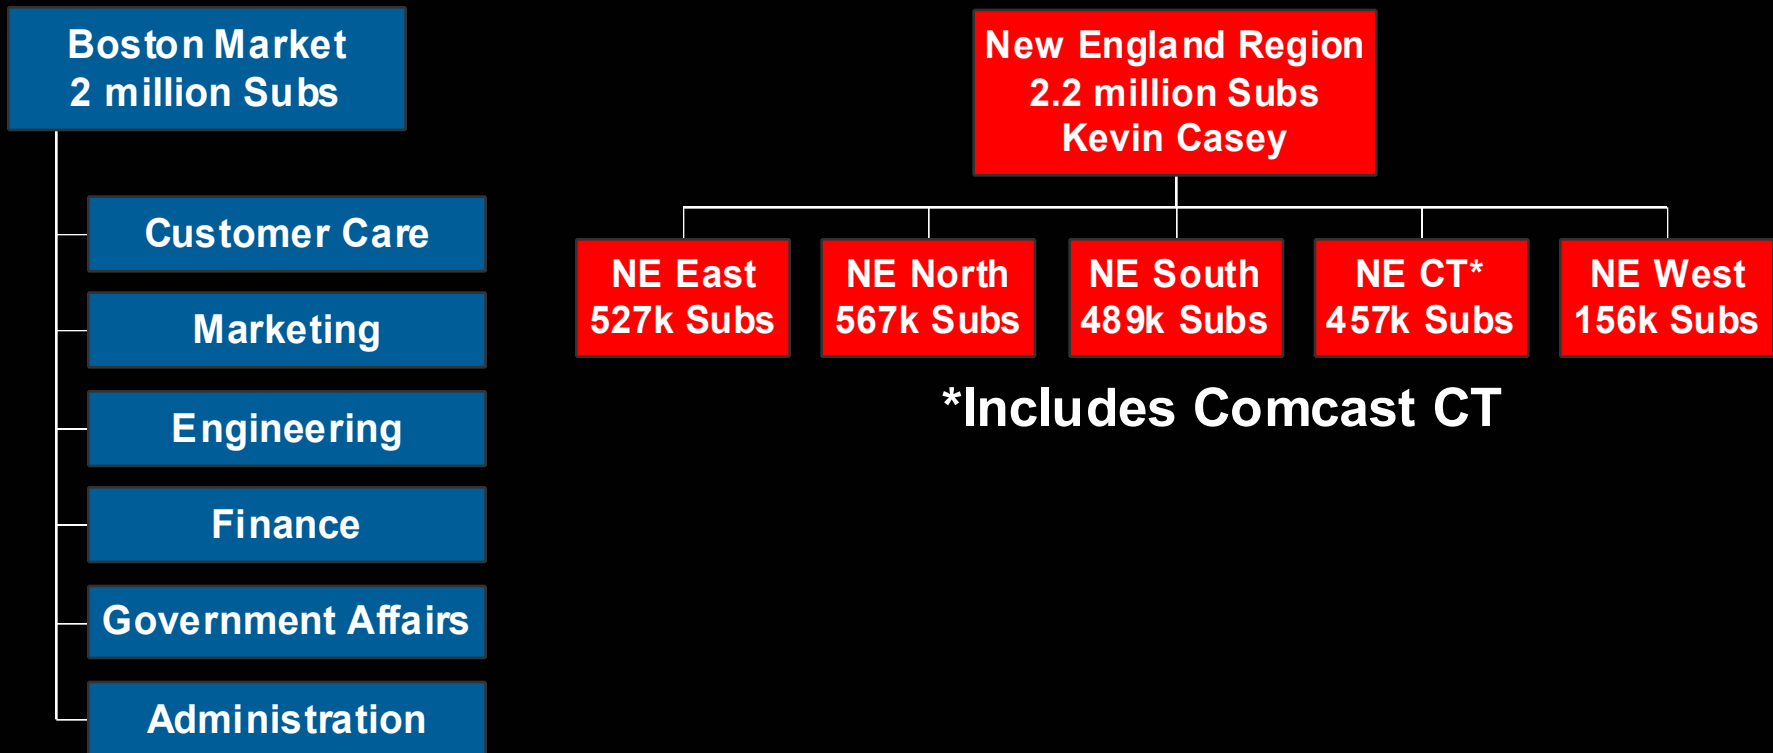 Boston Market
2 million Subs
Customer Care
Marketing
Engineering
Finance
Government Affairs
Administration
New England Region
2.2 million Subs
Kevin Casey
NE East
527k Subs
NE North
567k Subs
NE South
489k Subs
NE CT*
457k Subs
NE West
156k Subs
*Includes Comcast CT